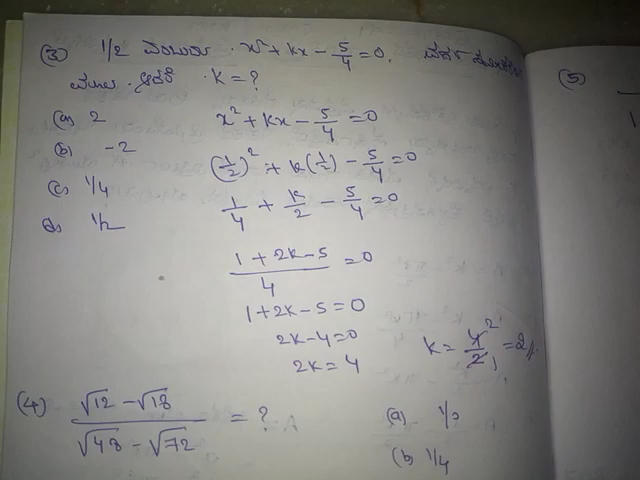 (3) 1/2 ಎಂಬುದು x² + kx - 5/4 = 0.
ಮೂಲ ಆದರೆ K = ?
(a) 2
x² + kx - 5/4 = 0
(b) -2
(1/2)² + k(1/2) - 5/4 = 0
(c) 1/4
1/4 + k/2 - 5/4 = 0
(d) 1/2
(1 + 2k - 5)/4 = 0
1 + 2k - 5 = 0
2k - 4 = 0
2k = 4
k = 4/2 = 2//.
(4) (√12 - √18)/(√48 - √72) = ?
(a) 1/2
(b) 1/4
(5)
1